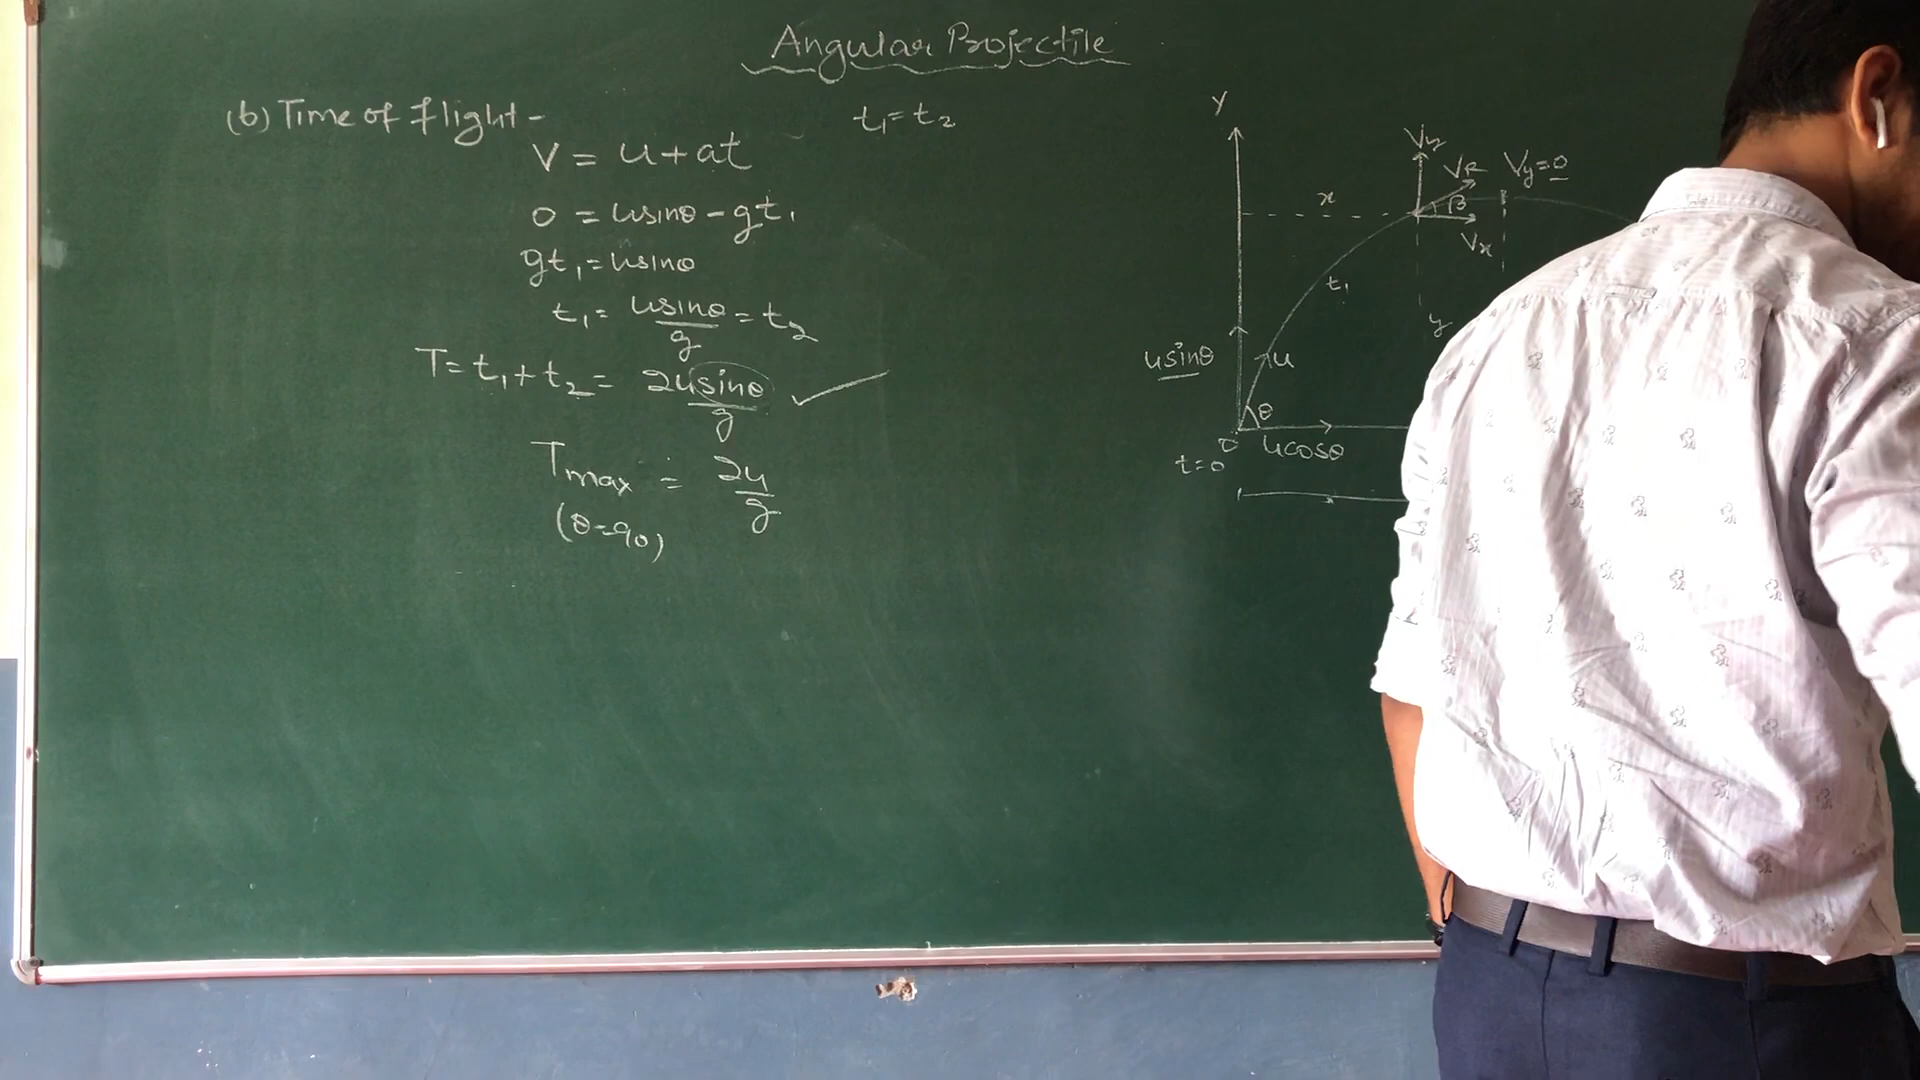 Angular Projectile
(b) Time of flight -
t₁ = t₂
V = u + at
0 = usinθ - gt₁
gt₁ = usinθ
t₁ = usinθ/g = t₂
T = t₁ + t₂ = 2usinθ/g
Tmax = 2u/g
(θ=90)
Y
Vy
VR
Vy=0
x
β
Vx
t₁
y
usinθ
u
θ
0
ucosθ
t=0